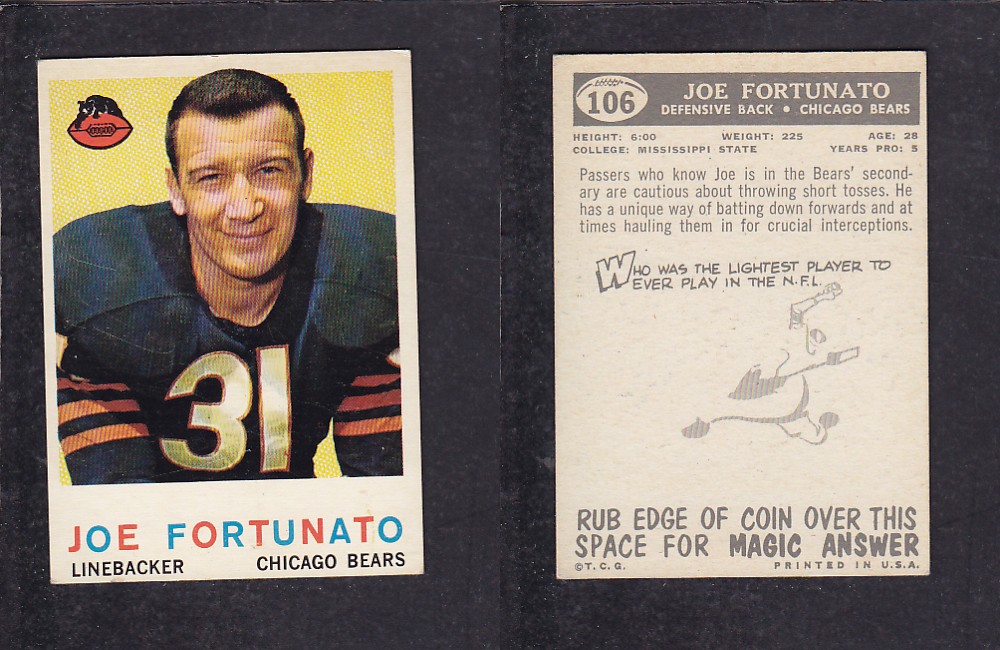 31
JOE FORTUNATO
LINEBACKER CHICAGO BEARS
106
JOE FORTUNATO
DEFENSIVE BACK • CHICAGO BEARS
HEIGHT: 6:00 WEIGHT: 225 AGE: 28
COLLEGE: MISSISSIPPI STATE YEARS PRO: 5
Passers who know Joe is in the Bears' second-
ary are cautious about throwing short tosses. He
has a unique way of batting down forwards and at
times hauling them in for crucial interceptions.
WHO WAS THE LIGHTEST PLAYER TO
EVER PLAY IN THE N.F.L.
RUB EDGE OF COIN OVER THIS
SPACE FOR MAGIC ANSWER
©T.C.G. PRINTED IN U.S.A.